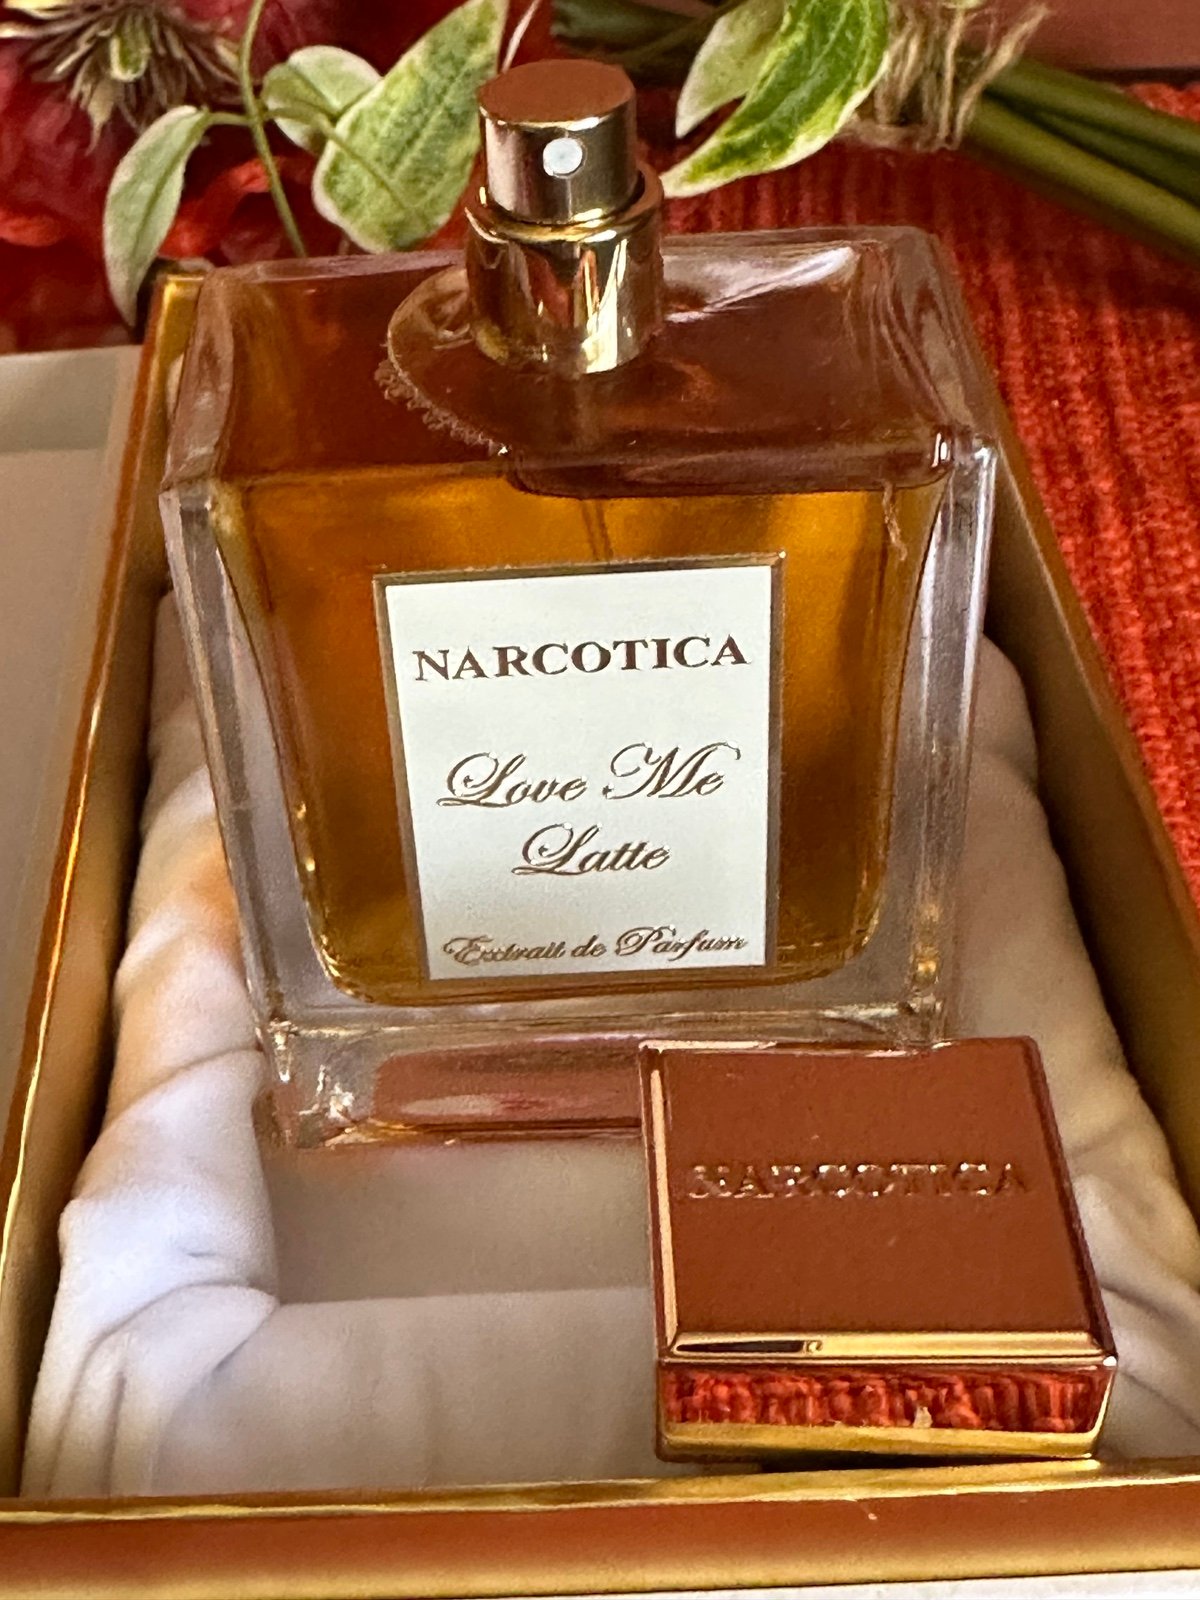 NARCOTICA
Love Me
Latte
Extrait de Parfum
NARCOTICA